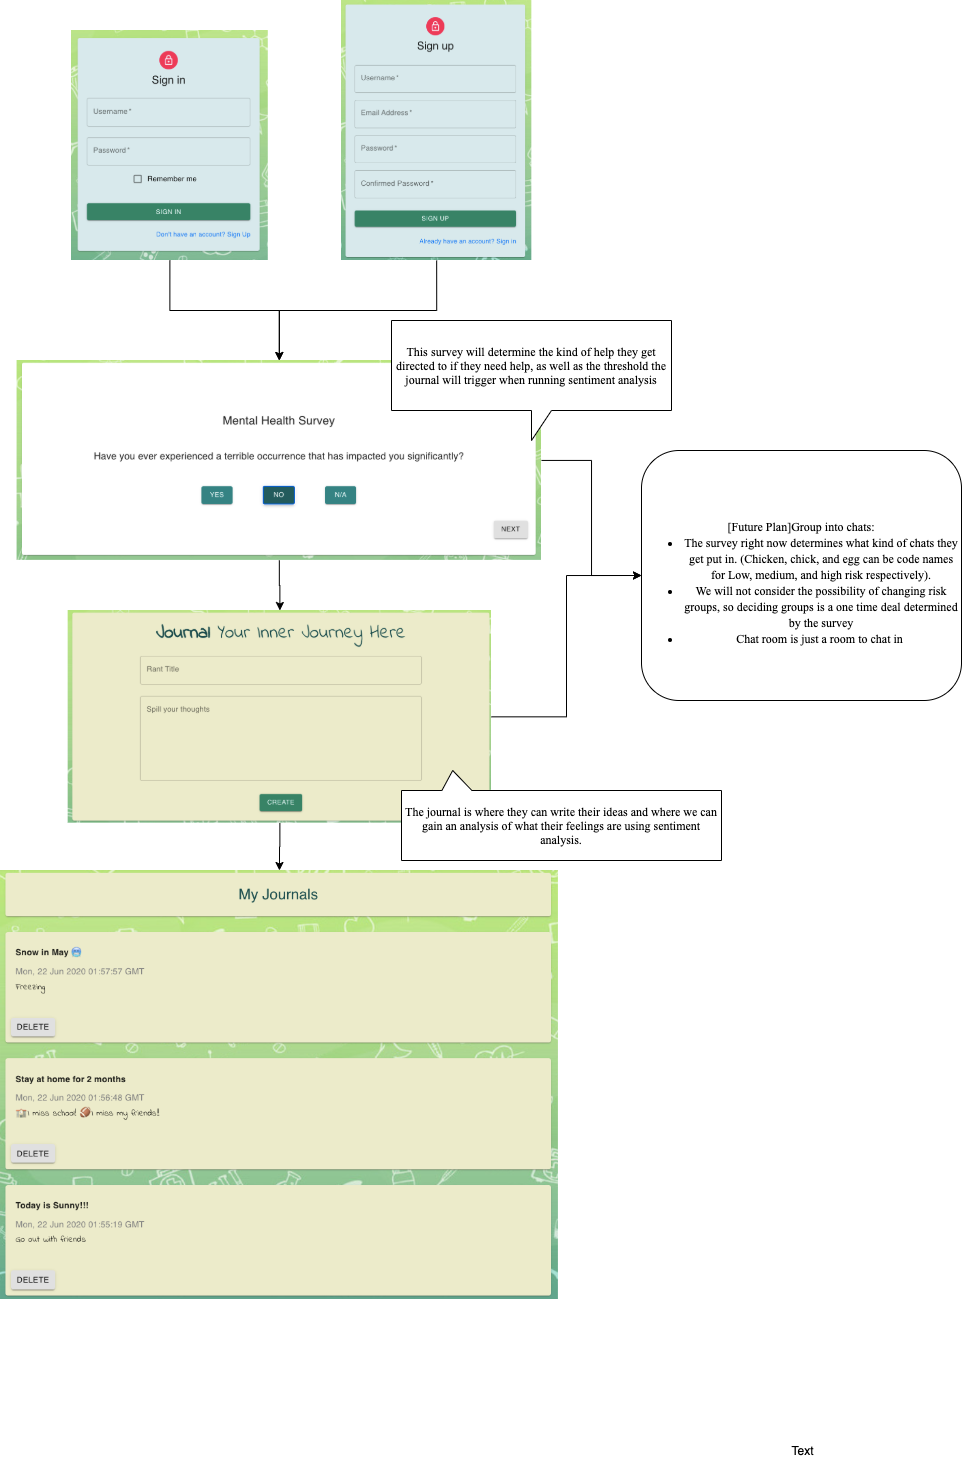 Sign in
Username *
Password *
Remember me
SIGN IN
Don't have an account? Sign Up
Sign up
Username *
Email Address *
Password *
Confirmed Password *
SIGN UP
Already have an account? Sign in
This survey will determine the kind of help they get
directed to if they need help, as well as the threshold the
journal will trigger when running sentiment analysis
Mental Health Survey
Have you ever experienced a terrible occurrence that has impacted you significantly?
YES NO N/A
NEXT
[Future Plan]Group into chats:
• The survey right now determines what kind of chats they
get put in. (Chicken, chick, and egg can be code names
for Low, medium, and high risk respectively).
• We will not consider the possibility of changing risk
groups, so deciding groups is a one time deal determined
by the survey
• Chat room is just a room to chat in
Journal Your Inner Journey Here
Rant Title
Spill your thoughts
CREATE
The journal is where they can write their ideas and where we can
gain an analysis of what their feelings are using sentiment
analysis.
My Journals
Snow in May 🥶
Mon, 22 Jun 2020 01:57:57 GMT
Freezing
DELETE
Stay at home for 2 months
Mon, 22 Jun 2020 01:56:48 GMT
🏫I miss school! 🏈I miss my friends!
DELETE
Today is Sunny!!!
Mon, 22 Jun 2020 01:55:19 GMT
Go out with friends
DELETE
Text